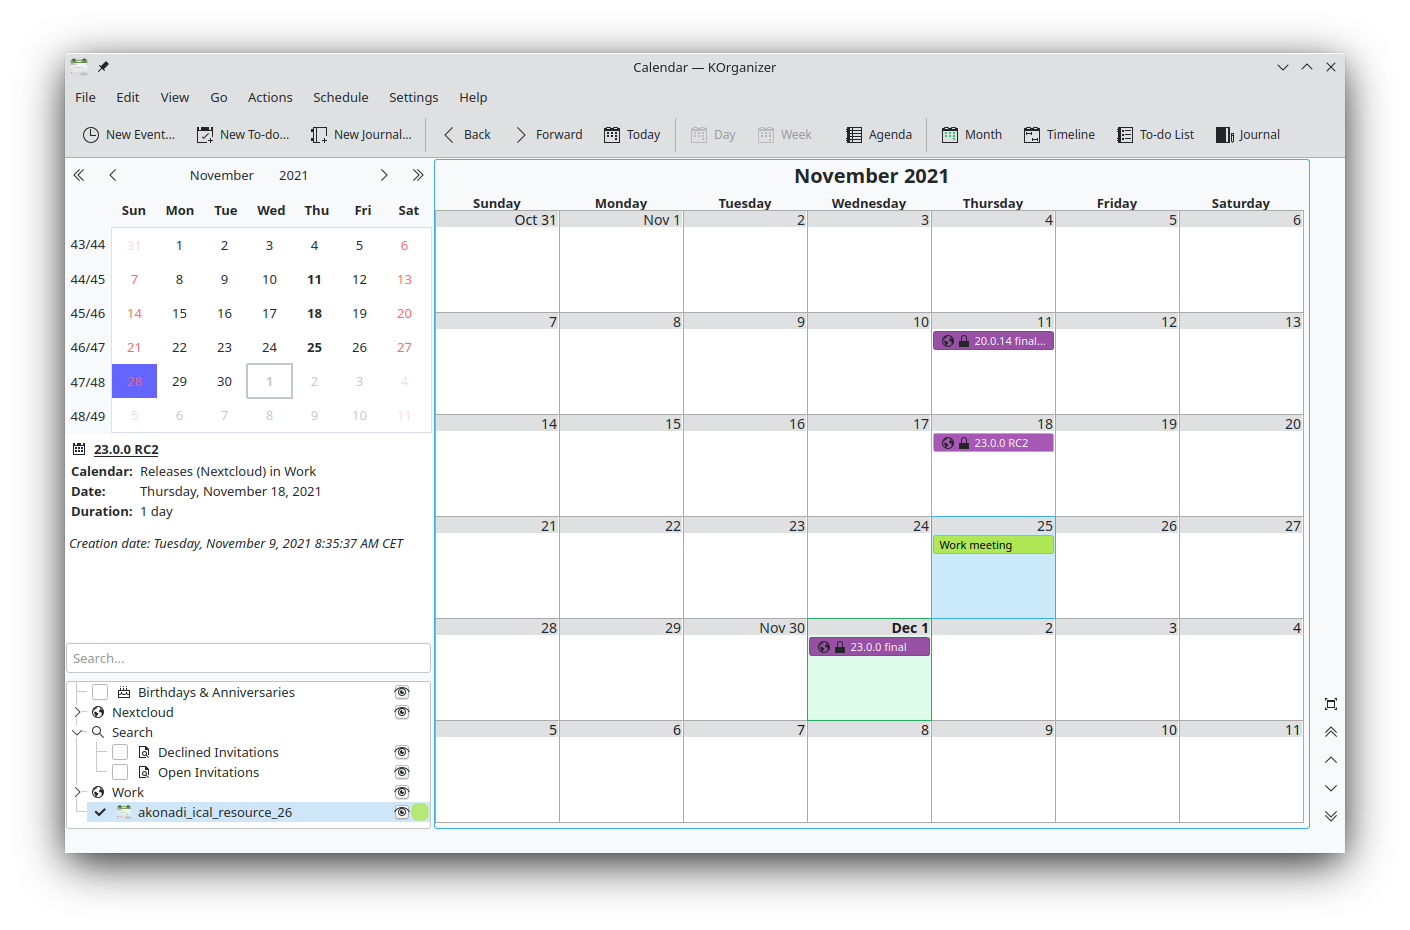 Calendar — KOrganizer
File Edit View Go Actions Schedule Settings Help
New Event... New To-do... New Journal... Back Forward Today Day Week Agenda Month Timeline To-do List Journal
November 2021
Sun Mon Tue Wed Thu Fri Sat
43/44 31 1 2 3 4 5 6
44/45 7 8 9 10 11 12 13
45/46 14 15 16 17 18 19 20
46/47 21 22 23 24 25 26 27
47/48 28 29 30 1 2 3 4
48/49 5 6 7 8 9 10 11
23.0.0 RC2
Calendar: Releases (Nextcloud) in Work
Date: Thursday, November 18, 2021
Duration: 1 day
Creation date: Tuesday, November 9, 2021 8:35:37 AM CET
Search...
Birthdays & Anniversaries
Nextcloud
Search
Declined Invitations
Open Invitations
Work
akonadi_ical_resource_26
November 2021
Sunday Monday Tuesday Wednesday Thursday Friday Saturday
Oct 31 Nov 1 2 3 4 5 6
7 8 9 10 11 12 13
20.0.14 final...
14 15 16 17 18 19 20
23.0.0 RC2
21 22 23 24 25 26 27
Work meeting
28 29 Nov 30 Dec 1 2 3 4
23.0.0 final
5 6 7 8 9 10 11